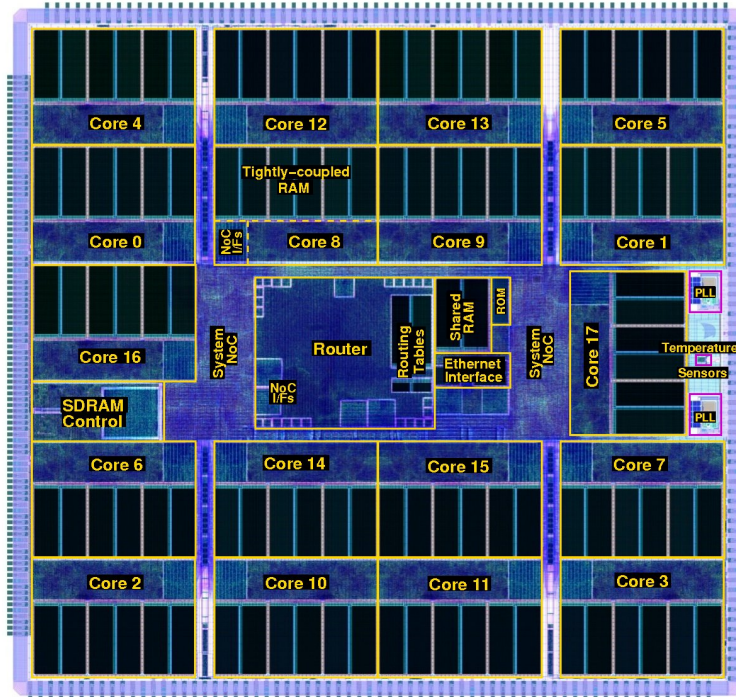 Core 4
Core 12
Core 13
Core 5
Tightly-coupled
RAM
Core 0
NoC
I/Fs
Core 8
Core 9
Core 1
Core 16
System
NoC
Router
Routing
Tables
Shared
RAM
ROM
System
NoC
Core 17
PLL
Temperature
Sensors
Ethernet
Interface
NoC
I/Fs
SDRAM
Control
PLL
Core 6
Core 14
Core 15
Core 7
Core 2
Core 10
Core 11
Core 3